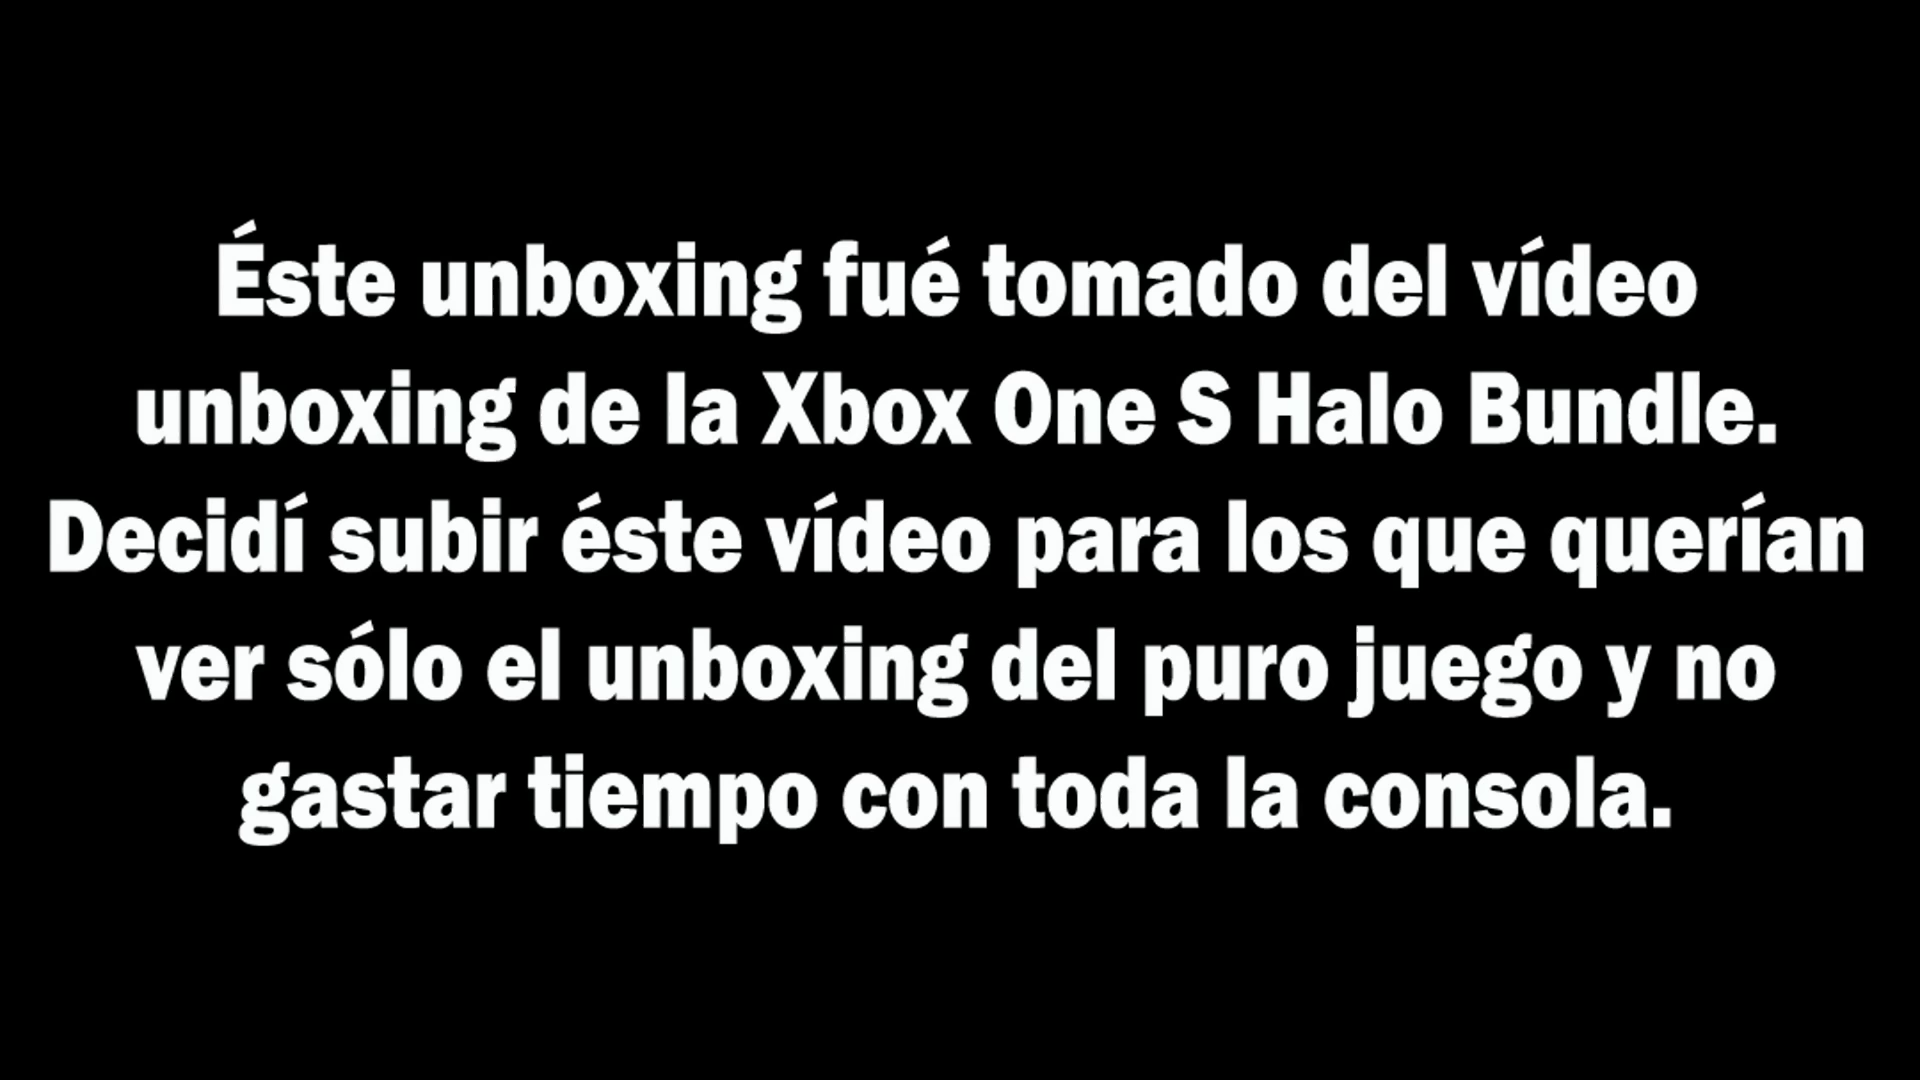 Éste unboxing fué tomado del vídeo
unboxing de la Xbox One S Halo Bundle.
Decidí subir éste vídeo para los que querían
ver sólo el unboxing del puro juego y no
gastar tiempo con toda la consola.